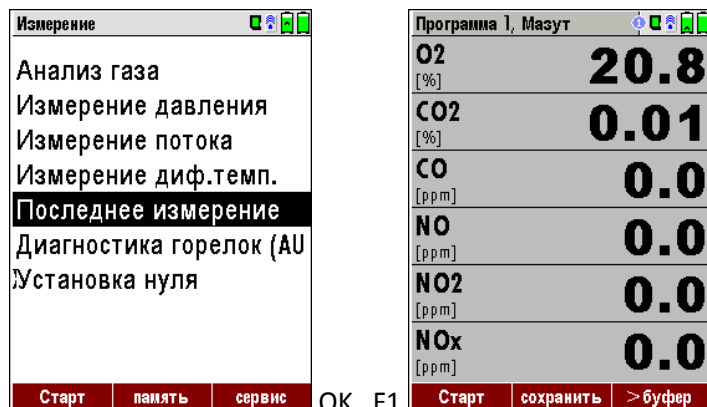 Измерение
Анализ газа
Измерение давления
Измерение потока
Измерение диф.темп.
Последнее измерение
Диагностика горелок (AU
Установка нуля
Старт память сервис
OK F1
Программа 1, Мазут
O2 20.8
[%]
CO2 0.01
[%]
CO 0.0
[ppm]
NO 0.0
[ppm]
NO2 0.0
[ppm]
NOx 0.0
[ppm]
Старт сохранить >буфер